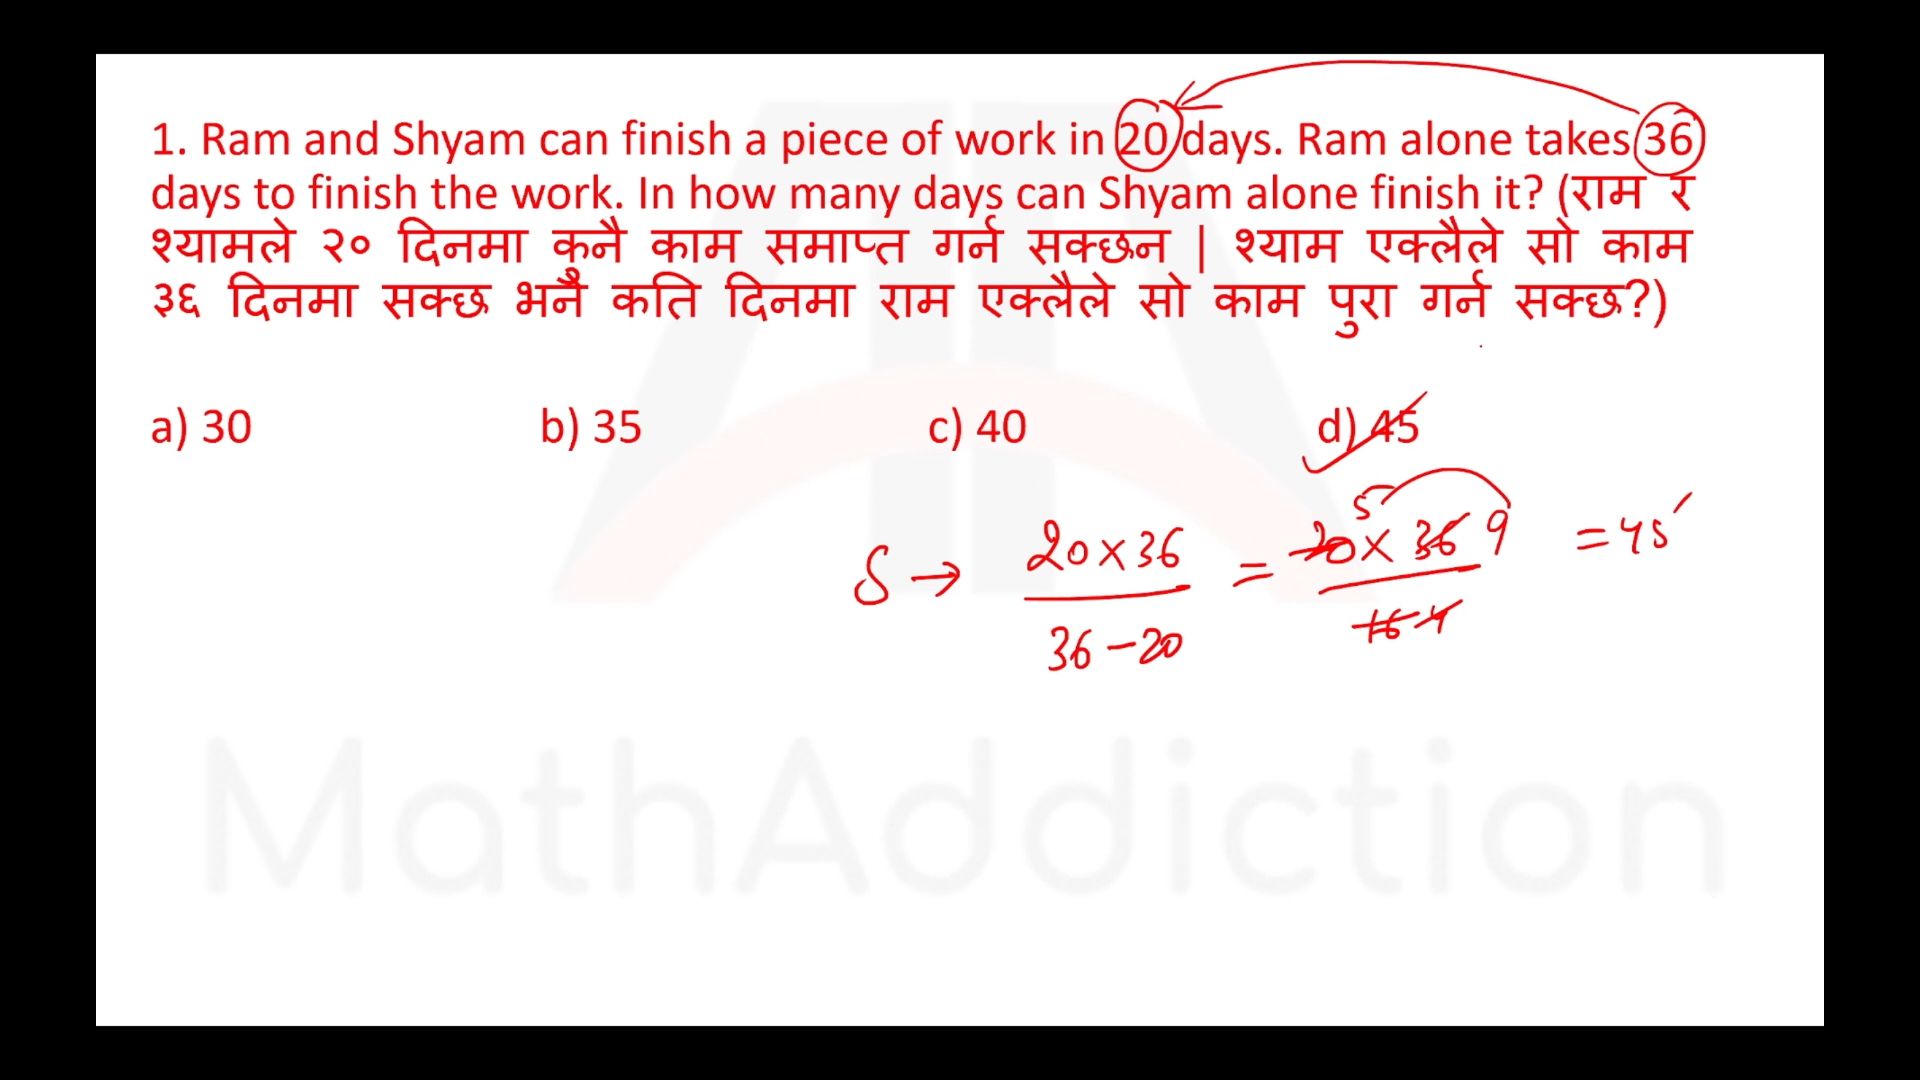 1. Ram and Shyam can finish a piece of work in 20 days. Ram alone takes 36
days to finish the work. In how many days can Shyam alone finish it? (राम र
श्यामले २० दिनमा कुनै काम समाप्त गर्न सक्छन | श्याम एक्लैले सो काम
३६ दिनमा सक्छ भने कति दिनमा राम एक्लैले सो काम पुरा गर्न सक्छ?)
a) 30 b) 35 c) 40 d) 45
5
S → 20 x 36 = 20 x 36 9 = 45
36 - 20 16 4
MathAddiction